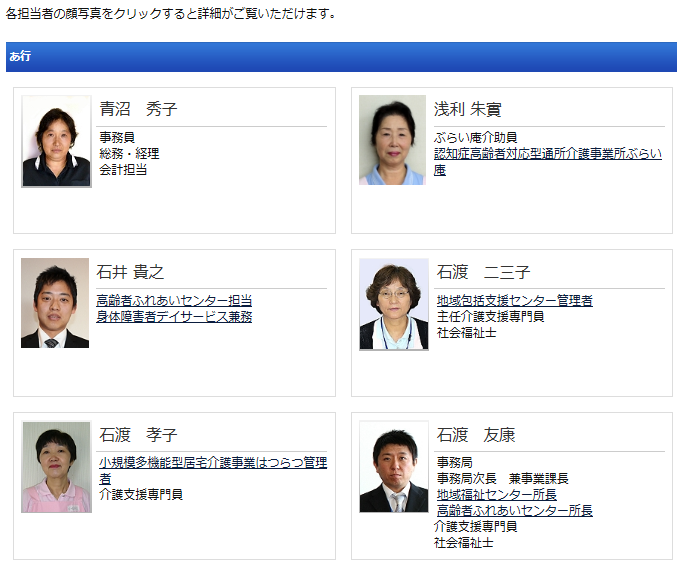 各担当者の顔写真をクリックすると詳細がご覧いただけます。
あ行
青沼　秀子
事務員
総務・経理
会計担当
浅利 朱實
ぶらい庵介助員
認知症高齢者対応型通所介護事業所ぶらい
庵
石井 貴之
高齢者ふれあいセンター担当
身体障害者デイサービス兼務
石渡　二三子
地域包括支援センター管理者
主任介護支援専門員
社会福祉士
石渡　孝子
小規模多機能型居宅介護事業はつらつ管理
者
介護支援専門員
石渡　友康
事務局
事務局次長　兼事業課長
地域福祉センター所長
高齢者ふれあいセンター所長
介護支援専門員
社会福祉士